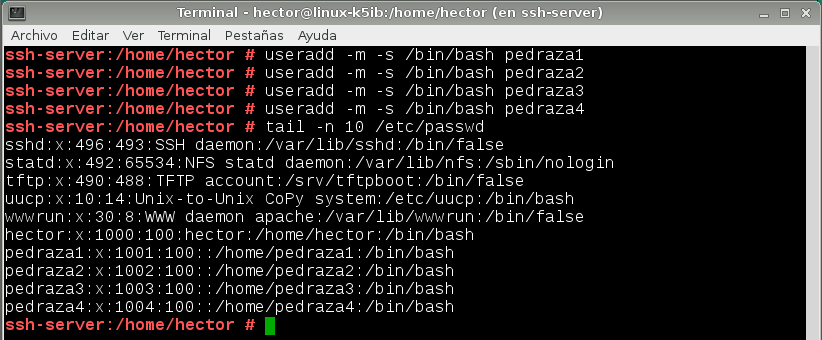 Terminal - hector@linux-k5ib:/home/hector (en ssh-server)
Archivo Editar Ver Terminal Pestañas Ayuda
ssh-server:/home/hector # useradd -m -s /bin/bash pedraza1
ssh-server:/home/hector # useradd -m -s /bin/bash pedraza2
ssh-server:/home/hector # useradd -m -s /bin/bash pedraza3
ssh-server:/home/hector # useradd -m -s /bin/bash pedraza4
ssh-server:/home/hector # tail -n 10 /etc/passwd
sshd:x:496:493:SSH daemon:/var/lib/sshd:/bin/false
statd:x:492:65534:NFS statd daemon:/var/lib/nfs:/sbin/nologin
tftp:x:490:488:TFTP account:/srv/tftpboot:/bin/false
uucp:x:10:14:Unix-to-Unix CoPy system:/etc/uucp:/bin/bash
wwwrun:x:30:8:WWW daemon apache:/var/lib/wwwrun:/bin/false
hector:x:1000:100:hector:/home/hector:/bin/bash
pedraza1:x:1001:100::/home/pedraza1:/bin/bash
pedraza2:x:1002:100::/home/pedraza2:/bin/bash
pedraza3:x:1003:100::/home/pedraza3:/bin/bash
pedraza4:x:1004:100::/home/pedraza4:/bin/bash
ssh-server:/home/hector #